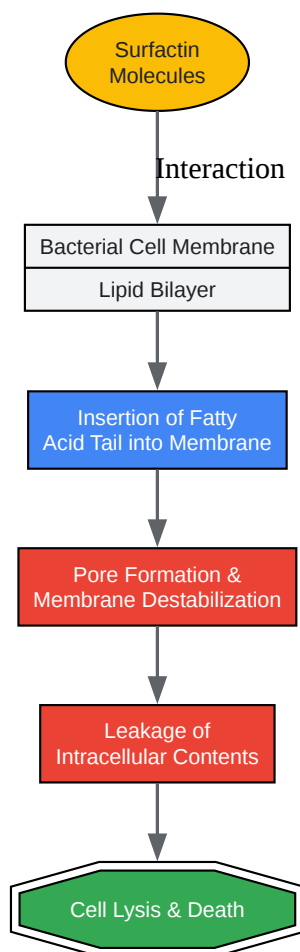 Surfactin
Molecules
Interaction
Bacterial Cell Membrane
Lipid Bilayer
Insertion of Fatty
Acid Tail into Membrane
Pore Formation &
Membrane Destabilization
Leakage of
Intracellular Contents
Cell Lysis & Death